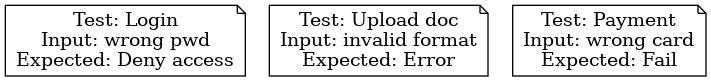 Test: Login
Input: wrong pwd
Expected: Deny access
Test: Upload doc
Input: invalid format
Expected: Error
Test: Payment
Input: wrong card
Expected: Fail